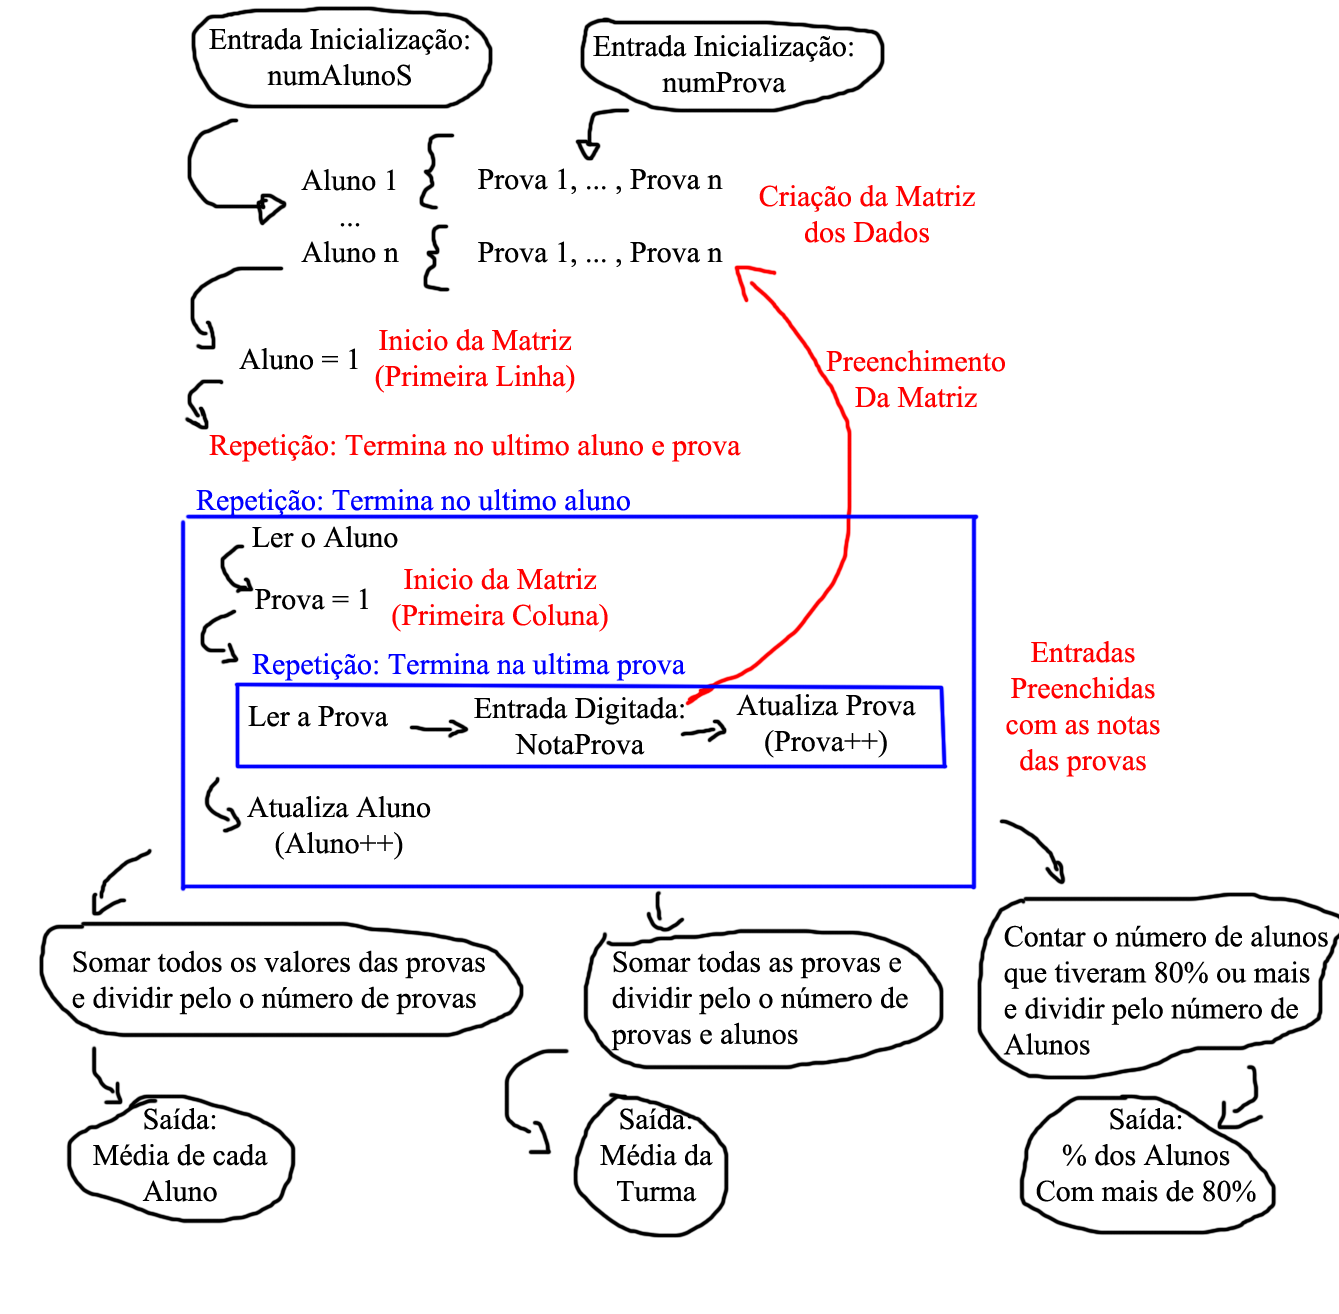 Entrada Inicialização:
numAlunoS
Entrada Inicialização:
numProva
Aluno 1
Prova 1, ... , Prova n
...
Aluno n
Prova 1, ... , Prova n
Criação da Matriz
dos Dados
Aluno = 1
Inicio da Matriz
(Primeira Linha)
Preenchimento
Da Matriz
Repetição: Termina no ultimo aluno e prova
Repetição: Termina no ultimo aluno
Ler o Aluno
Prova = 1
Inicio da Matriz
(Primeira Coluna)
Repetição: Termina na ultima prova
Ler a Prova
Entrada Digitada:
NotaProva
Atualiza Prova
(Prova++)
Entradas
Preenchidas
com as notas
das provas
Atualiza Aluno
(Aluno++)
Somar todos os valores das provas
e dividir pelo o número de provas
Somar todas as provas e
dividir pelo o número de
provas e alunos
Contar o número de alunos
que tiveram 80% ou mais
e dividir pelo número de
Alunos
Saída:
Média de cada
Aluno
Saída:
Média da
Turma
Saída:
% dos Alunos
Com mais de 80%